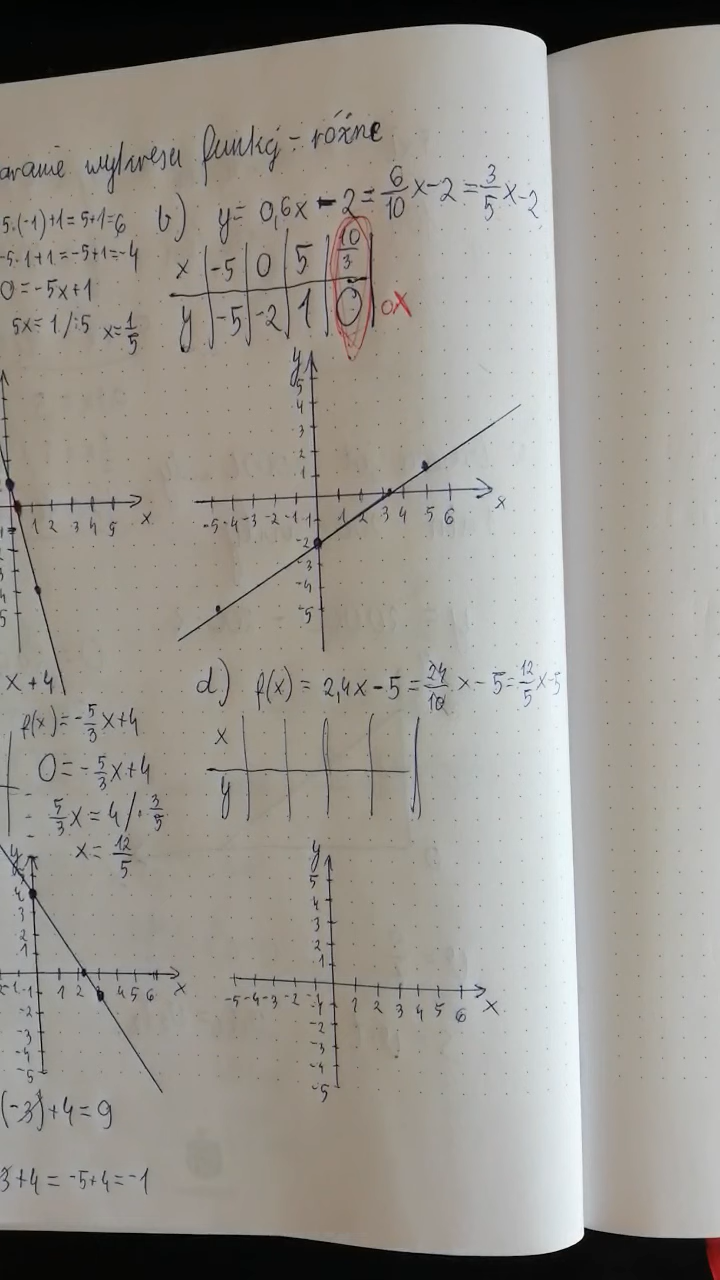 wykresu funkcji - różne
5·(-1)+1=5+1=6
b) y= 0,6x - 2 = 6/10 x-2 = 3/5 x-2
-5·1+1=-5+1=-4
0=-5x+1
5x=1 /:5 x=1/5
x | -5 | 0 | 5 | 10/3
y | -5 | -2 | 1 | 0 OX
y
5
4
3
2
1
-5 -4 -3 -2 -1 1 2 3 4 5 6 x
-1
-2
-3
-4
-5
1 2 3 4 5 x
x+4
d) f(x) = 2,4x-5 = 24/10 x-5 = 12/5 x-5
f(x)=-5/3 x+4
0=-5/3 x+4
5/3 x = 4 /· 3/5
x= 12/5
x
y
y
4
3
2
1
-1 1 2 4 5 6 x
-1
-2
-3
-4
-5
y
5
4
3
2
1
-5 -4 -3 -2 -1 1 2 3 4 5 6 x
-2
-3
-4
-5
(-3)+4=9
3+4=-5+4=-1